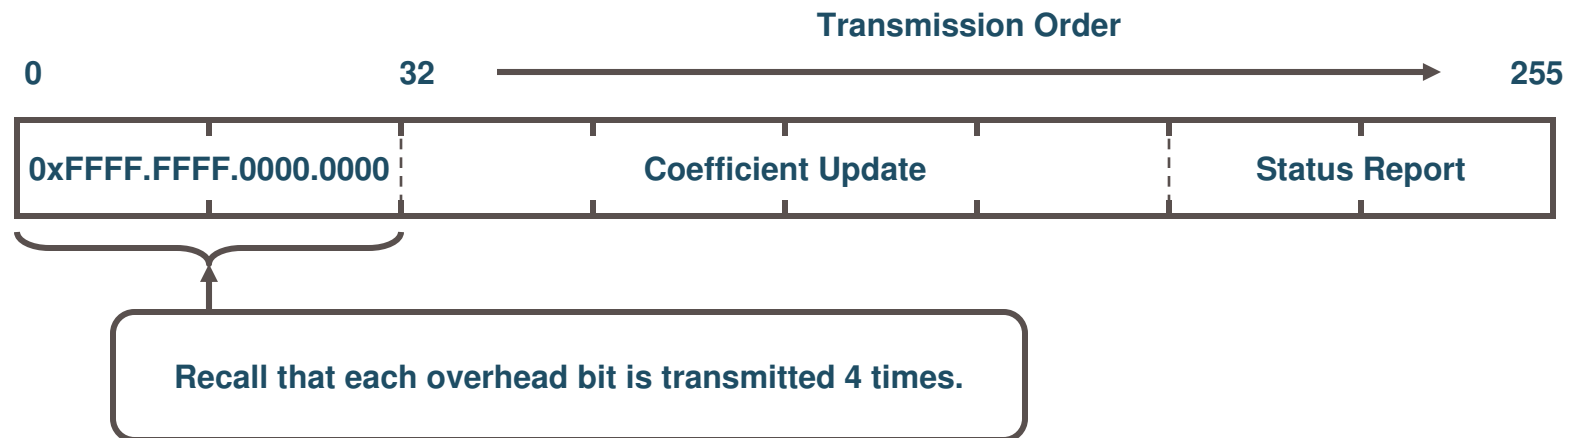 Transmission Order
0 32 255
0xFFFF.FFFF.0000.0000 Coefficient Update Status Report
Recall that each overhead bit is transmitted 4 times.